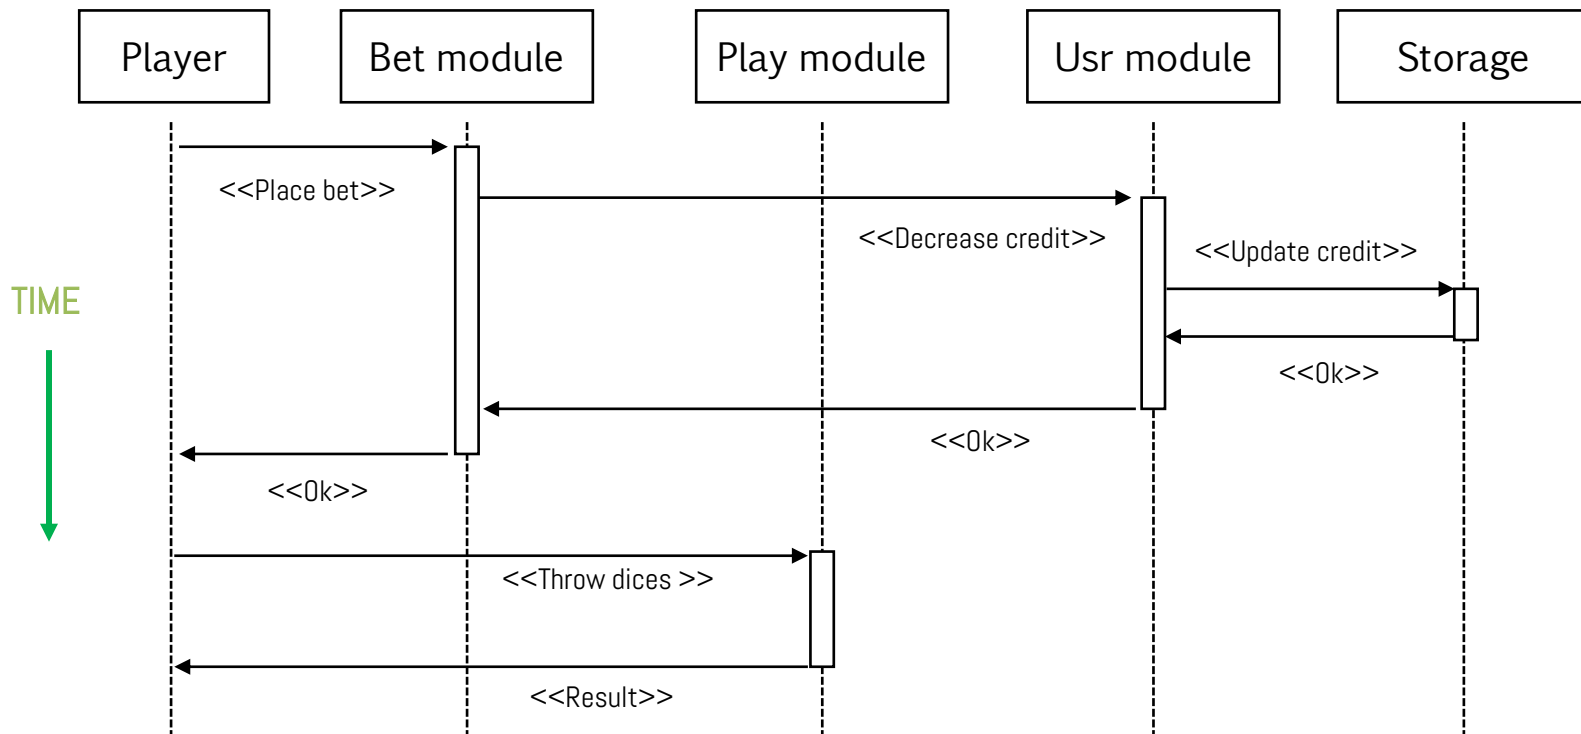 Player
Bet module
Play module
Usr module
Storage
<<Place bet>>
<<Decrease credit>>
<<Update credit>>
TIME
<<Ok>>
<<Ok>>
<<Ok>>
<<Throw dices >>
<<Result>>